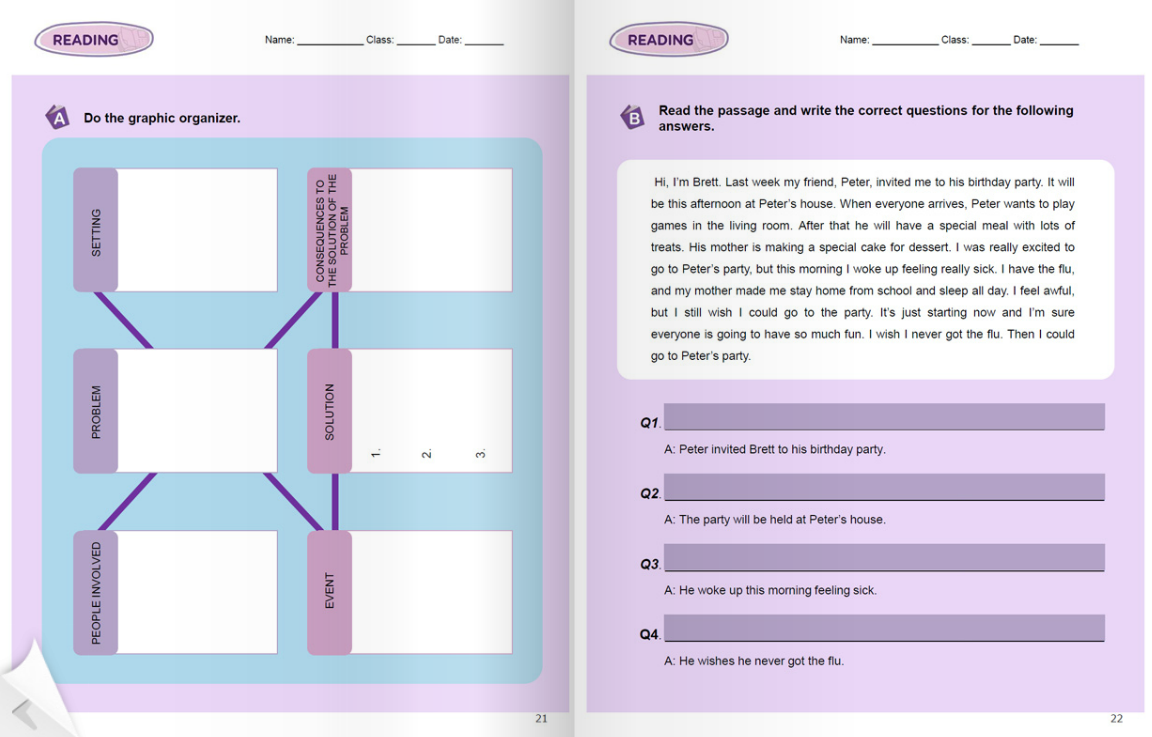 READING
Name: ___________ Class: ______ Date: ______
A Do the graphic organizer.
SETTING
CONSEQUENCES TO
THE SOLUTION OF THE
PROBLEM
PROBLEM
SOLUTION
1.
2.
3.
PEOPLE INVOLVED
EVENT
21
READING
Name: ___________ Class: ______ Date: ______
B Read the passage and write the correct questions for the following
answers.
Hi, I'm Brett. Last week my friend, Peter, invited me to his birthday party. It will
be this afternoon at Peter's house. When everyone arrives, Peter wants to play
games in the living room. After that he will have a special meal with lots of
treats. His mother is making a special cake for dessert. I was really excited to
go to Peter's party, but this morning I woke up feeling really sick. I have the flu,
and my mother made me stay home from school and sleep all day. I feel awful,
but I still wish I could go to the party. It's just starting now and I'm sure
everyone is going to have so much fun. I wish I never got the flu. Then I could
go to Peter's party.
Q1.
A: Peter invited Brett to his birthday party.
Q2.
A: The party will be held at Peter's house.
Q3.
A: He woke up this morning feeling sick.
Q4.
A: He wishes he never got the flu.
22